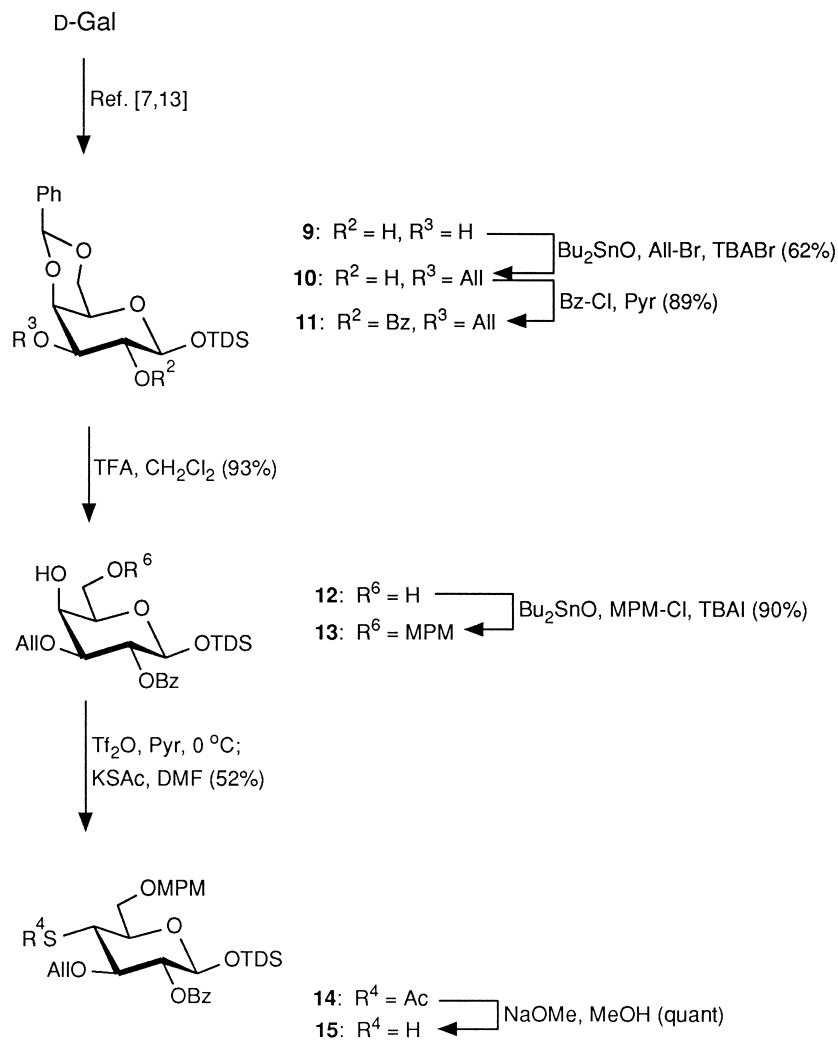 D-Gal
Ref. [7,13]
Ph
O
O
O
R³O
OTDS
OR²
9: R² = H, R³ = H
10: R² = H, R³ = All
11: R² = Bz, R³ = All
Bu₂SnO, All-Br, TBABr (62%)
Bz-Cl, Pyr (89%)
TFA, CH₂Cl₂ (93%)
HO
OR⁶
O
AllO
OTDS
OBz
12: R⁶ = H
13: R⁶ = MPM
Bu₂SnO, MPM-Cl, TBAI (90%)
Tf₂O, Pyr, 0 °C;
KSAc, DMF (52%)
OMPM
R⁴S
O
AllO
OTDS
OBz
14: R⁴ = Ac
15: R⁴ = H
NaOMe, MeOH (quant)